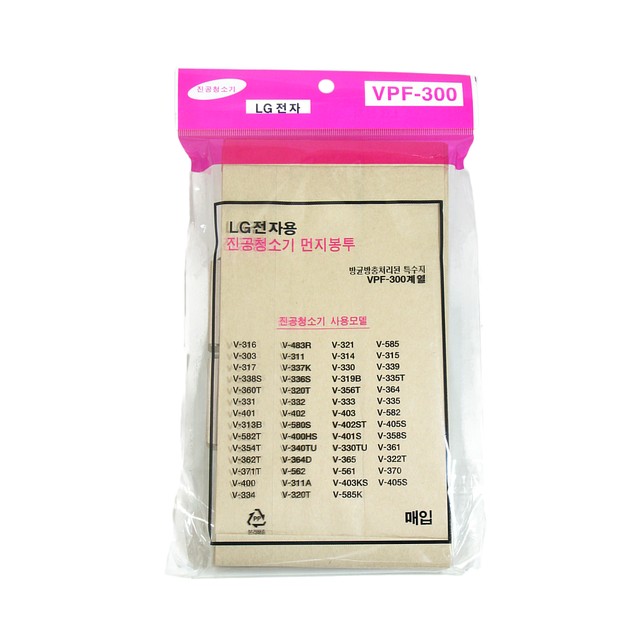 진공청소기
LG 전자
VPF-300
LG전자용
진공청소기 먼지봉투
방균방충처리된 특수지
VPF-300계열
진공청소기 사용모델
V-316 V-483R V-321 V-585
V-303 V-311 V-314 V-315
V-317 V-337K V-330 V-339
V-338S V-336S V-319B V-335T
V-360T V-320T V-356T V-364
V-331 V-332 V-333 V-335
V-401 V-402 V-403 V-582
V-313B V-580S V-402ST V-405S
V-582T V-400HS V-401S V-358S
V-354T V-340TU V-330TU V-361
V-362T V-364D V-365 V-322T
V-371T V-562 V-561 V-370
V-400 V-311A V-403KS V-405S
V-334 V-320T V-585K
PP
매입